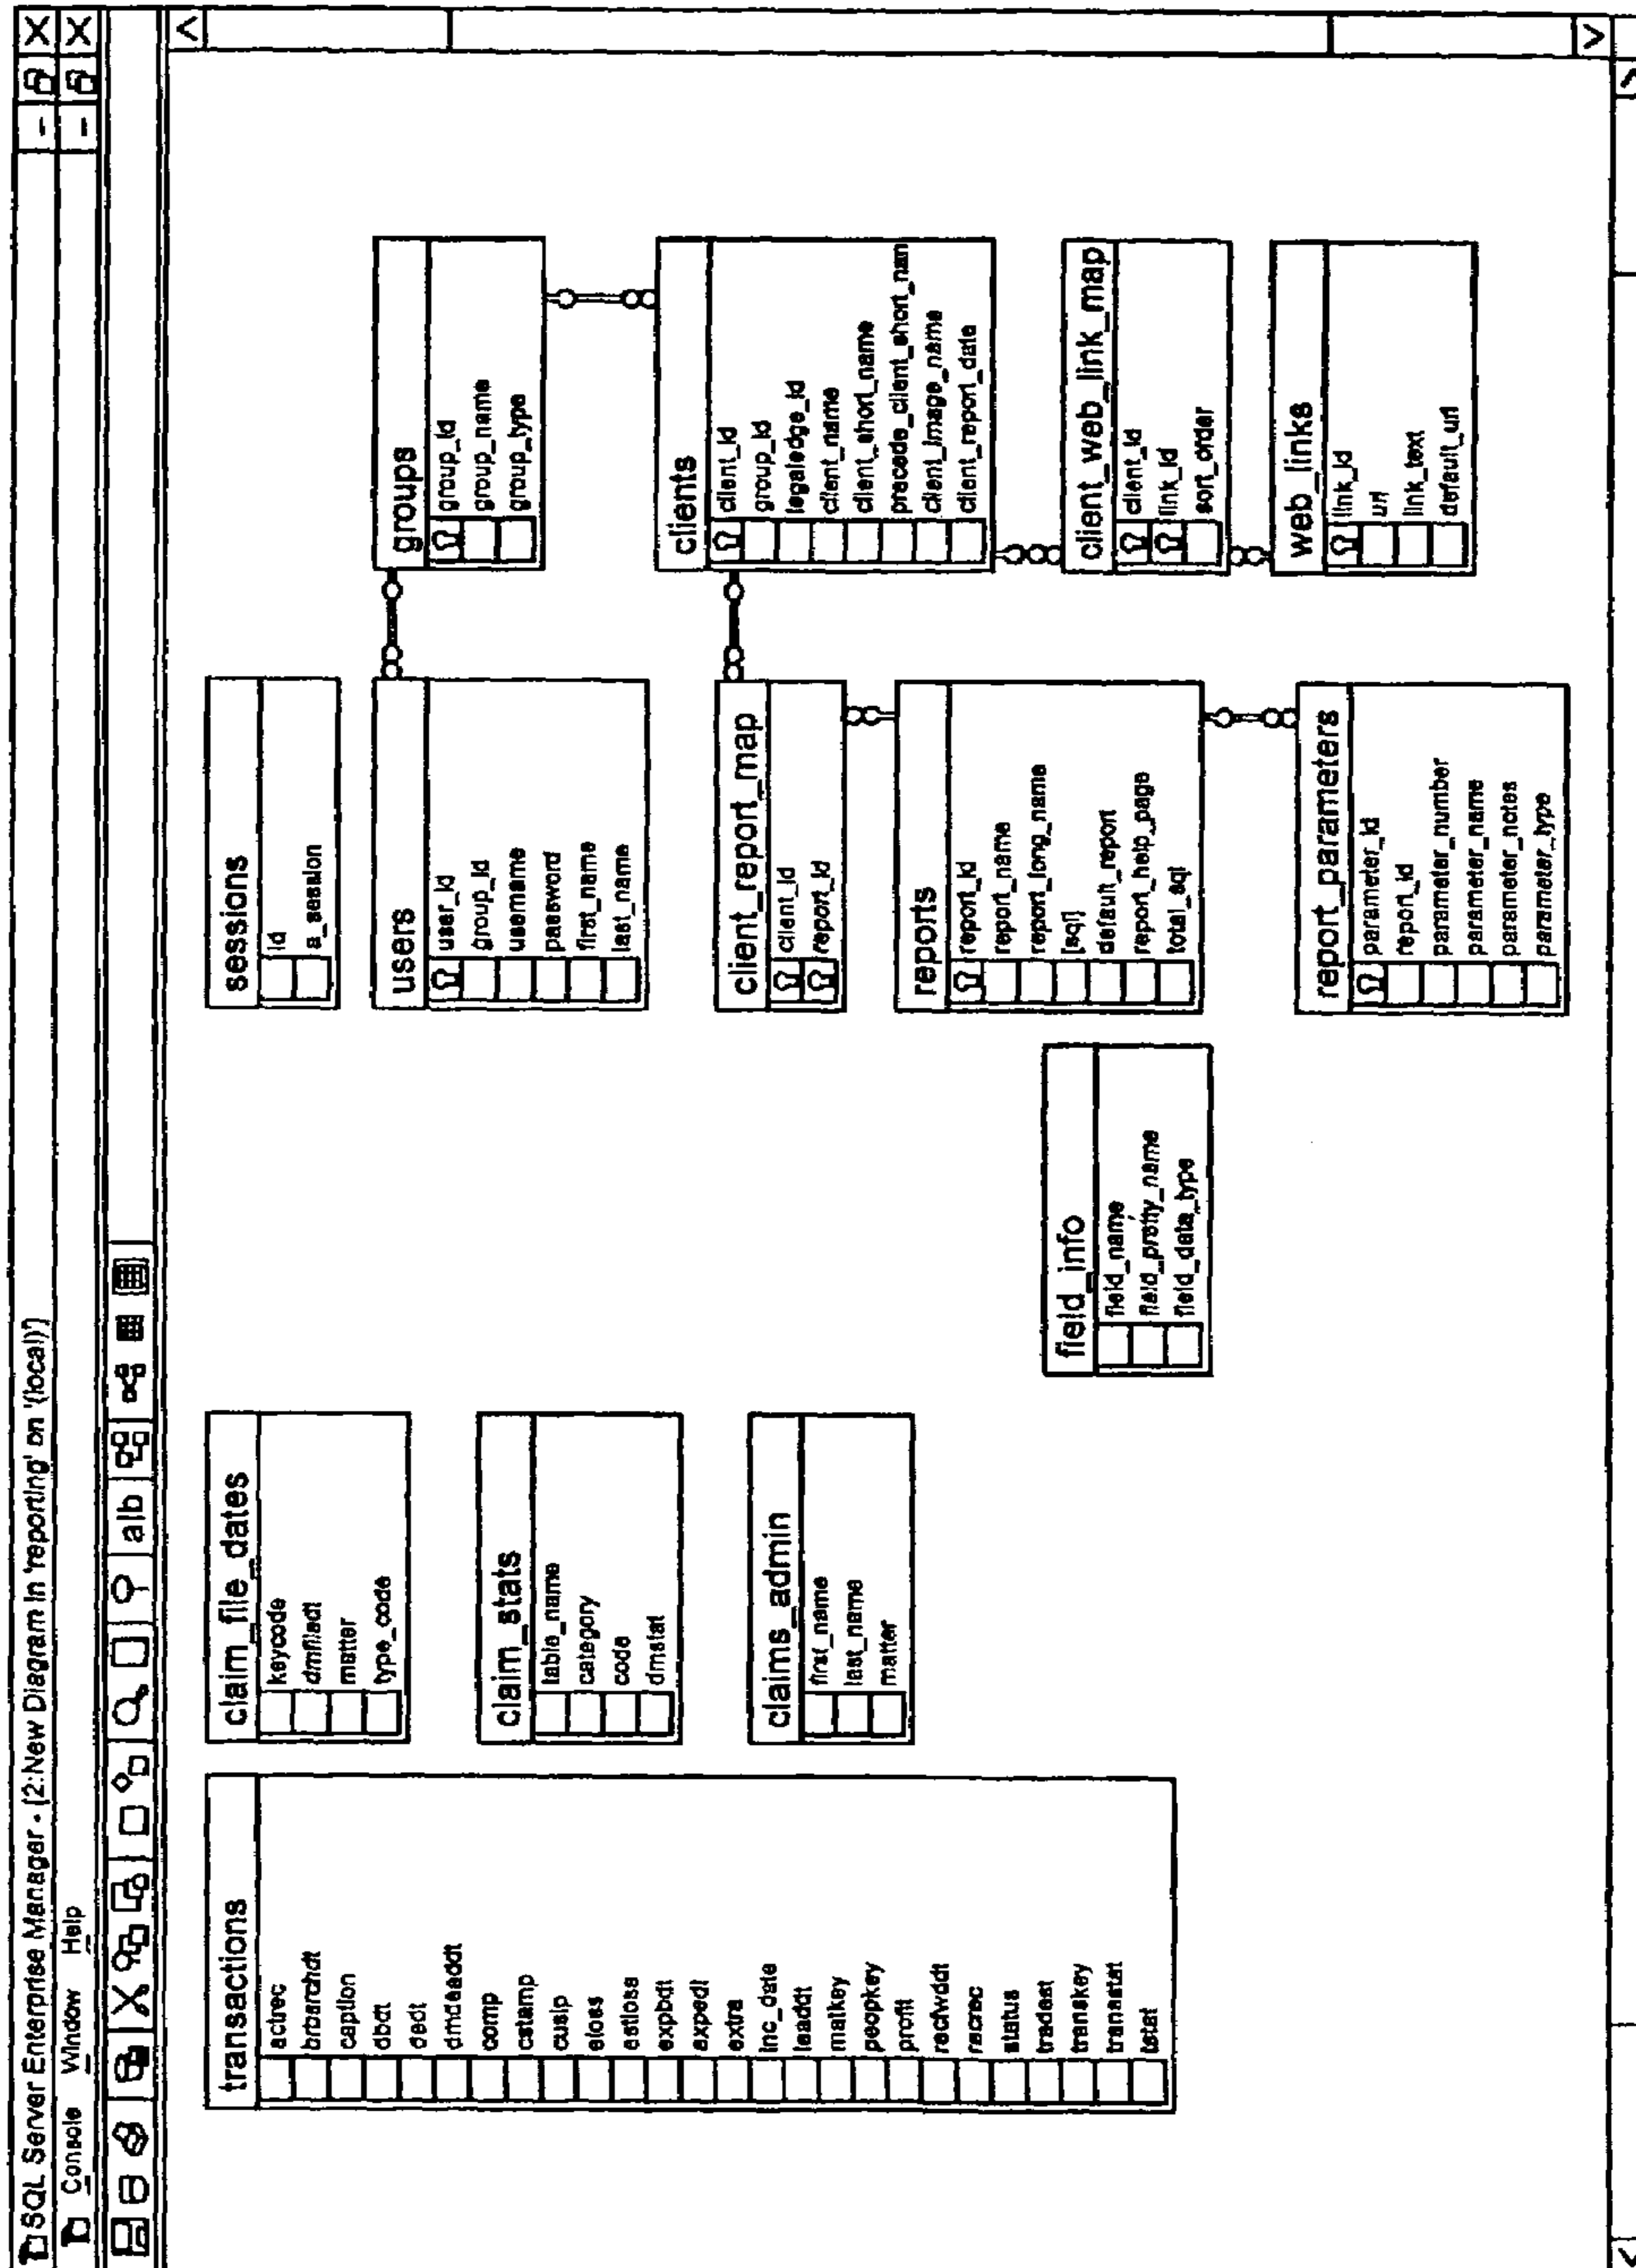 SQL Server Enterprise Manager - [2:New Diagram in 'reporting' on '(local)']
Console Window Help
alb
transactions
actrec
brbarchdt
caption
dbdt
dedt
dmdeaddt
comp
cstamp
cuslp
eloss
estloss
expbdt
expedt
extra
inc_date
leaddt
matkey
peopkey
profit
recfwddt
recrec
status
tradest
transkey
transstat
tstat
claim_file_dates
keycode
dmfiledt
matter
type_code
claim_stats
table_name
category
code
dmstat
claims_admin
first_name
last_name
matter
field_info
field_name
field_pretty_name
field_data_type
sessions
id
a_session
users
user_id
group_id
username
password
first_name
last_name
client_report_map
client_id
report_id
reports
report_id
report_name
report_long_name
[sql]
default_report
report_help_page
total_sql
report_parameters
parameter_id
report_id
parameter_number
parameter_name
parameter_notes
parameter_type
groups
group_id
group_name
group_type
clients
client_id
group_id
legaledge_id
client_name
client_short_name
precede_client_short_nan
client_image_name
client_report_date
client_web_link_map
client_id
link_id
sort_order
web_links
link_id
url
link_text
default_url